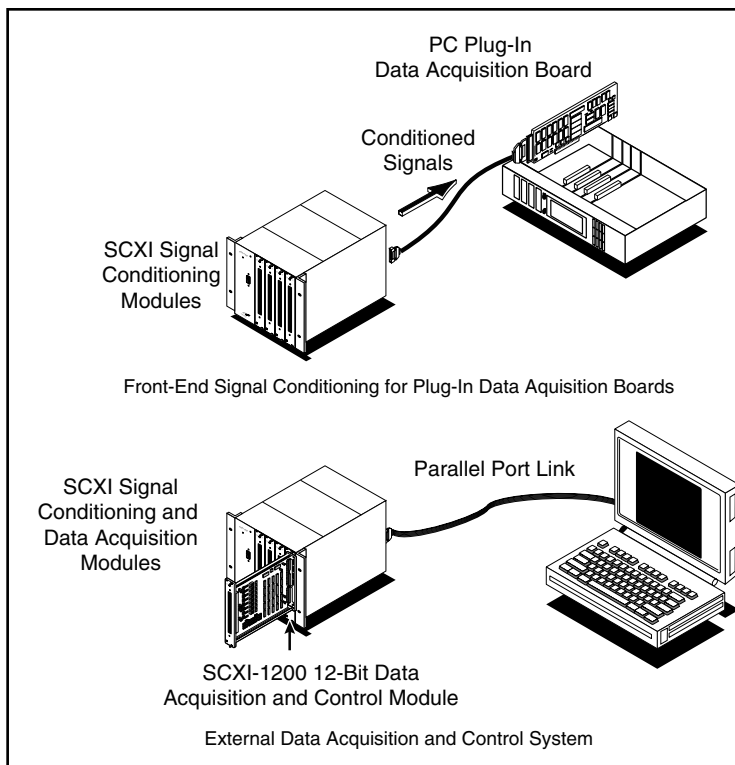 PC Plug-In
Data Acquisition Board
Conditioned
Signals
SCXI Signal
Conditioning
Modules
Front-End Signal Conditioning for Plug-In Data Aquisition Boards
SCXI Signal
Conditioning and
Data Acquisition
Modules
Parallel Port Link
SCXI-1200 12-Bit Data
Acquisition and Control Module
External Data Acquisition and Control System